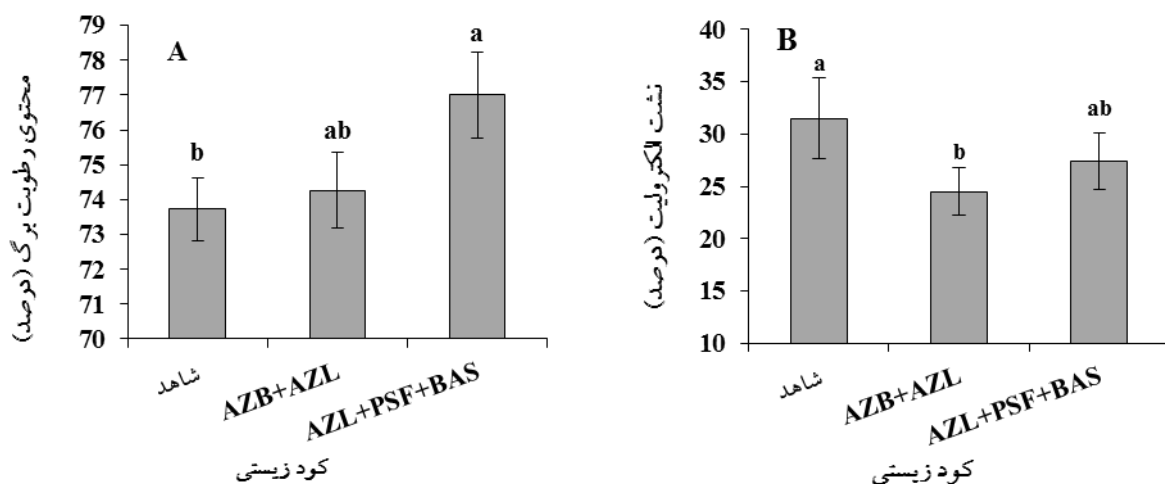 A
محتوی رطوبت برگ (درصد)
79
78
77
76
75
74
73
72
71
70
b
ab
a
شاهد
AZB+AZL
AZL+PSF+BAS
کود زیستی
B
نشت الکترولیت (درصد)
40
35
30
25
20
15
10
a
b
ab
شاهد
AZB+AZL
AZL+PSF+BAS
کود زیستی